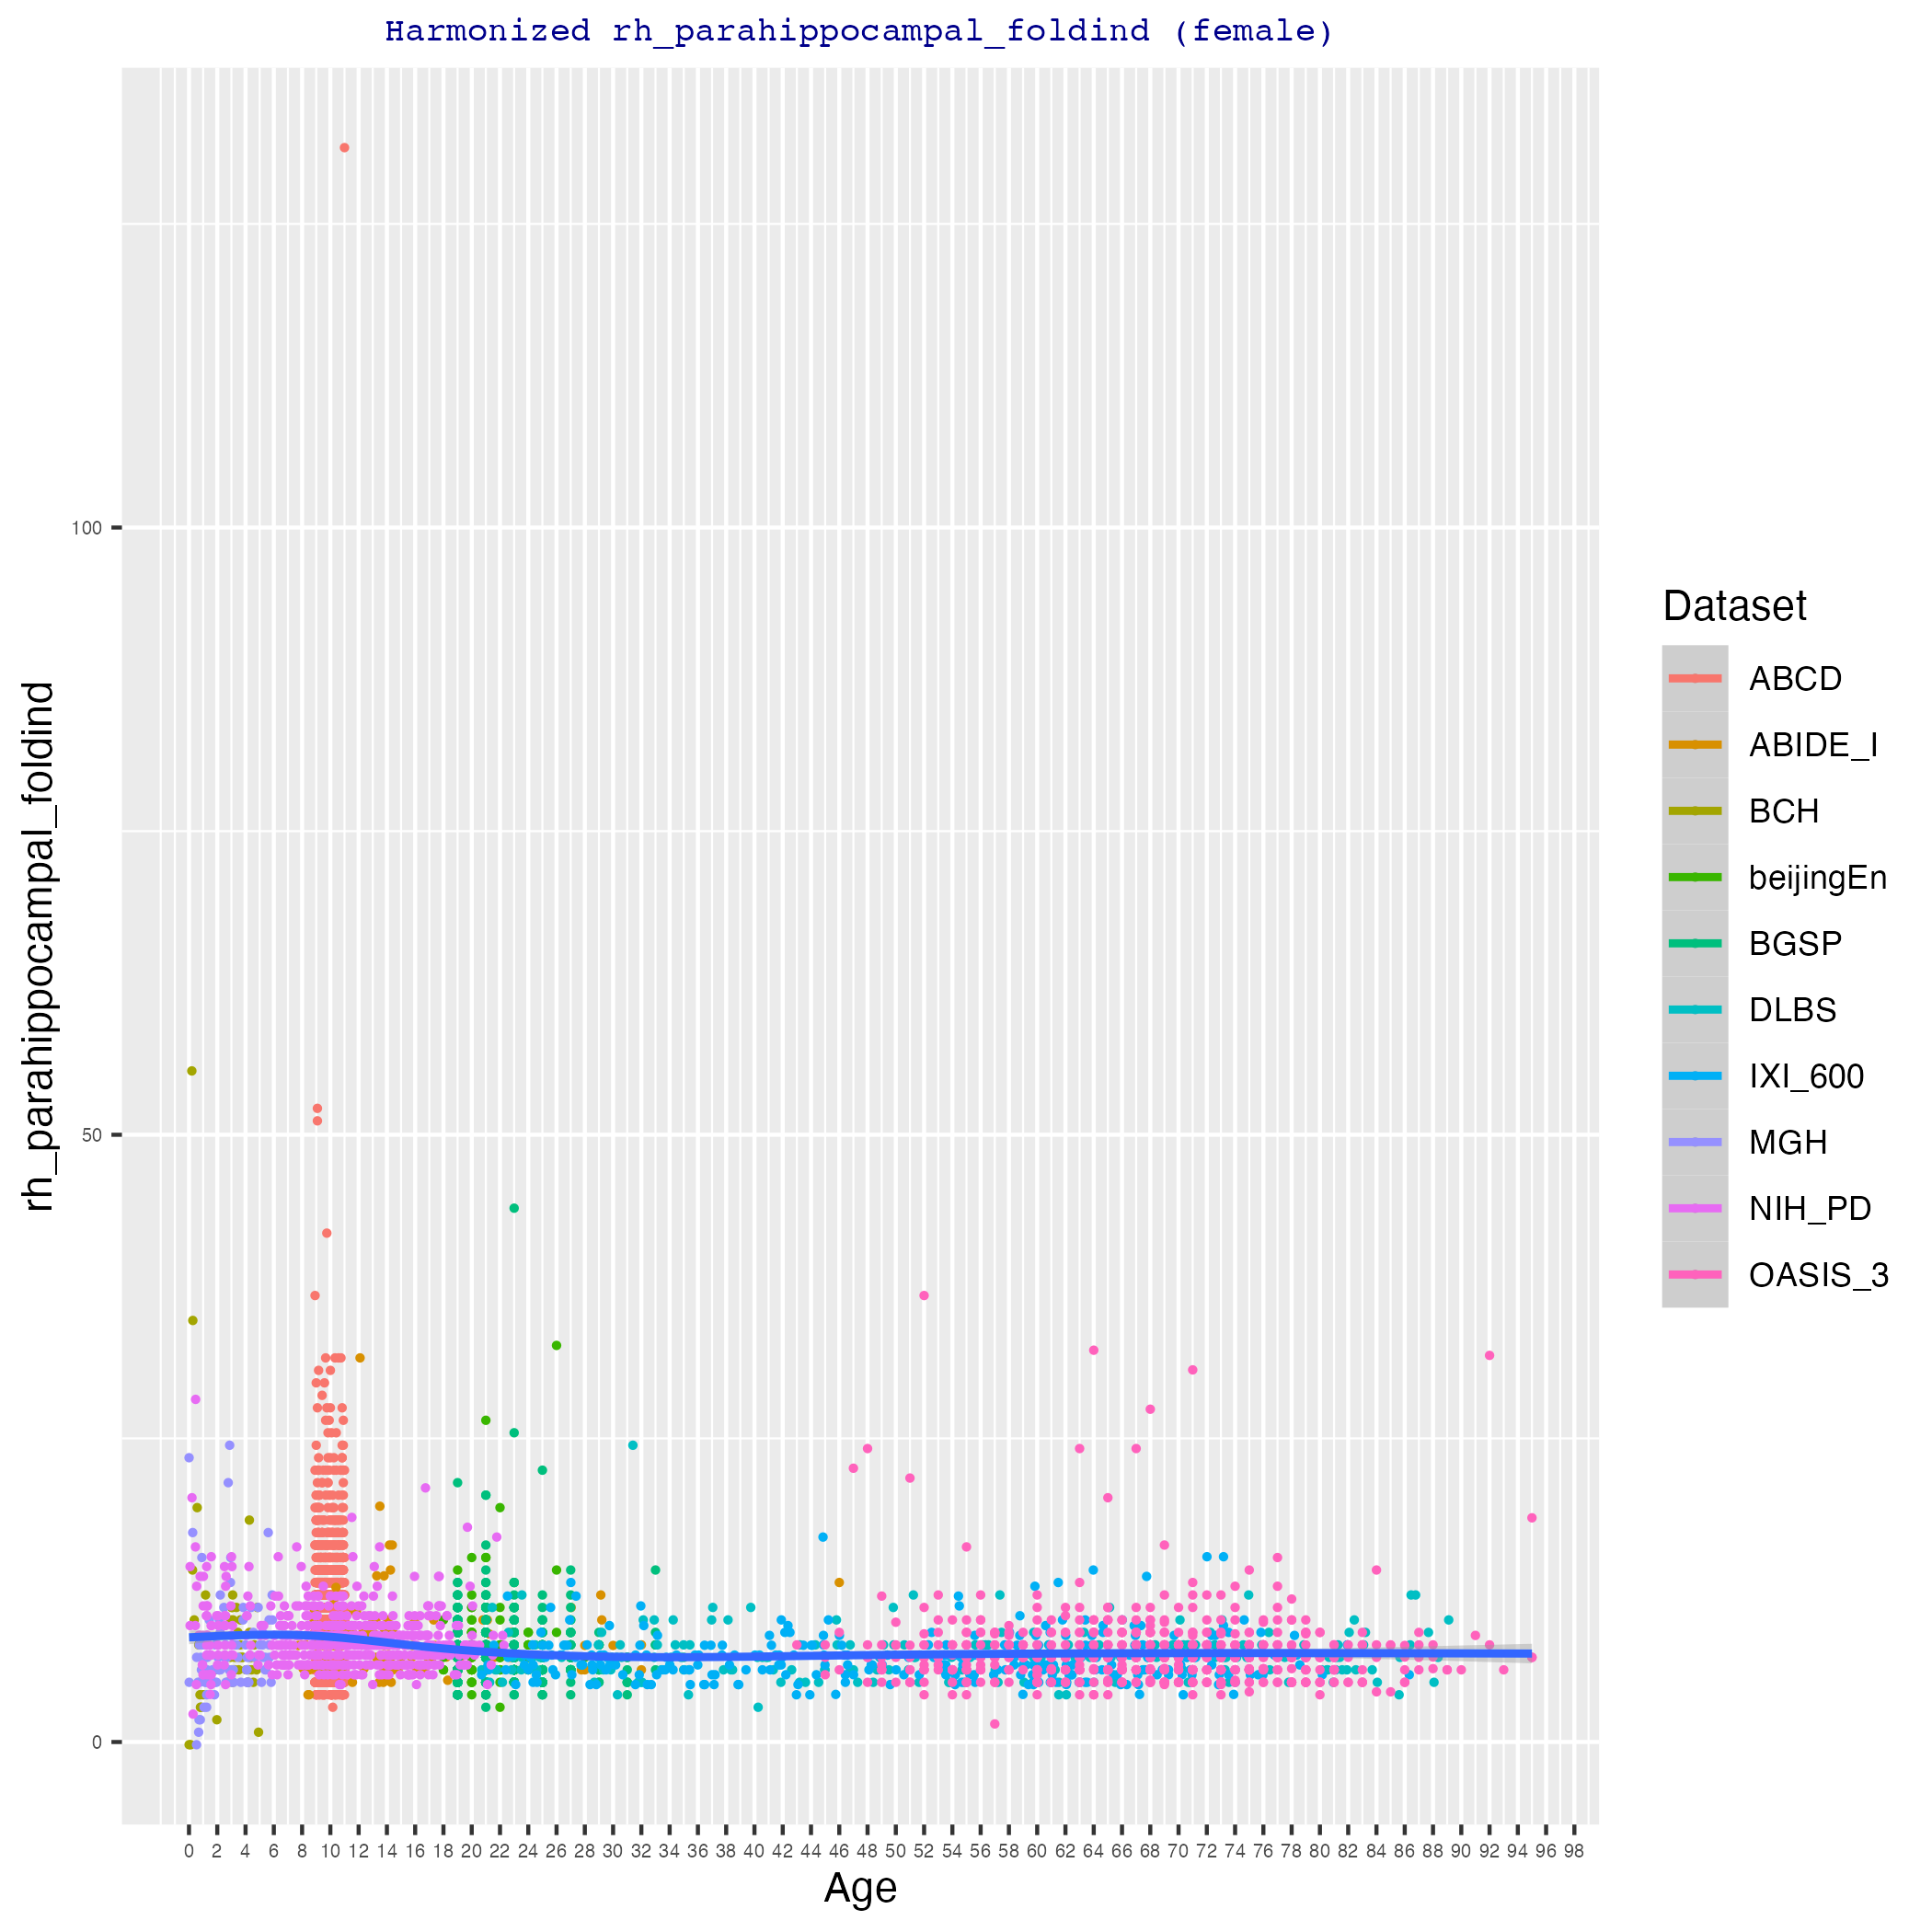 Harmonized rh_parahippocampal_foldind (female)
rh_parahippocampal_foldind
100
50
0
0 2 4 6 8 10 12 14 16 18 20 22 24 26 28 30 32 34 36 38 40 42 44 46 48 50 52 54 56 58 60 62 64 66 68 70 72 74 76 78 80 82 84 86 88 90 92 94 96 98
Age
Dataset
ABCD
ABIDE_I
BCH
beijingEn
BGSP
DLBS
IXI_600
MGH
NIH_PD
OASIS_3